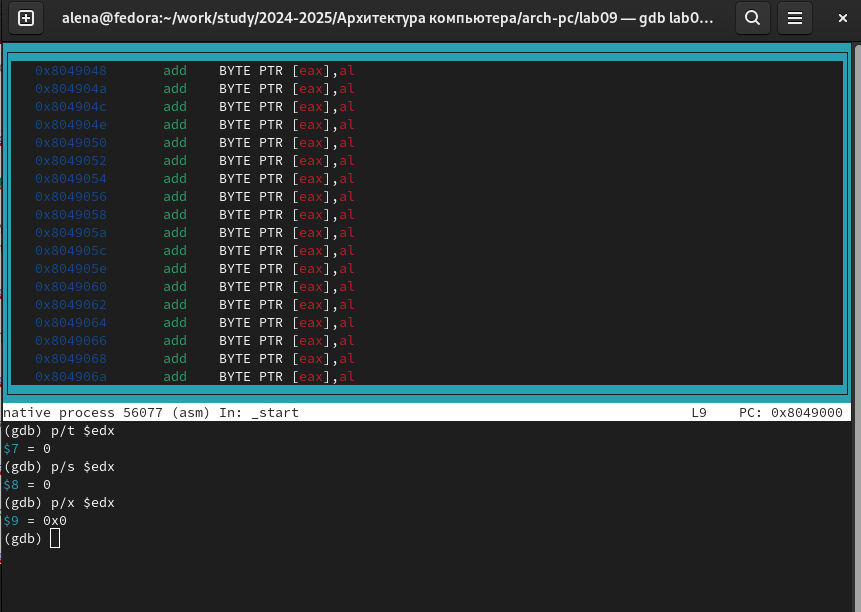 alena@fedora:~/work/study/2024-2025/Архитектура компьютера/arch-pc/lab09 — gdb lab0...
0x8049048 add BYTE PTR [eax],al
0x804904a add BYTE PTR [eax],al
0x804904c add BYTE PTR [eax],al
0x804904e add BYTE PTR [eax],al
0x8049050 add BYTE PTR [eax],al
0x8049052 add BYTE PTR [eax],al
0x8049054 add BYTE PTR [eax],al
0x8049056 add BYTE PTR [eax],al
0x8049058 add BYTE PTR [eax],al
0x804905a add BYTE PTR [eax],al
0x804905c add BYTE PTR [eax],al
0x804905e add BYTE PTR [eax],al
0x8049060 add BYTE PTR [eax],al
0x8049062 add BYTE PTR [eax],al
0x8049064 add BYTE PTR [eax],al
0x8049066 add BYTE PTR [eax],al
0x8049068 add BYTE PTR [eax],al
0x804906a add BYTE PTR [eax],al
native process 56077 (asm) In: _start L9 PC: 0x8049000
(gdb) p/t $edx
$7 = 0
(gdb) p/s $edx
$8 = 0
(gdb) p/x $edx
$9 = 0x0
(gdb)